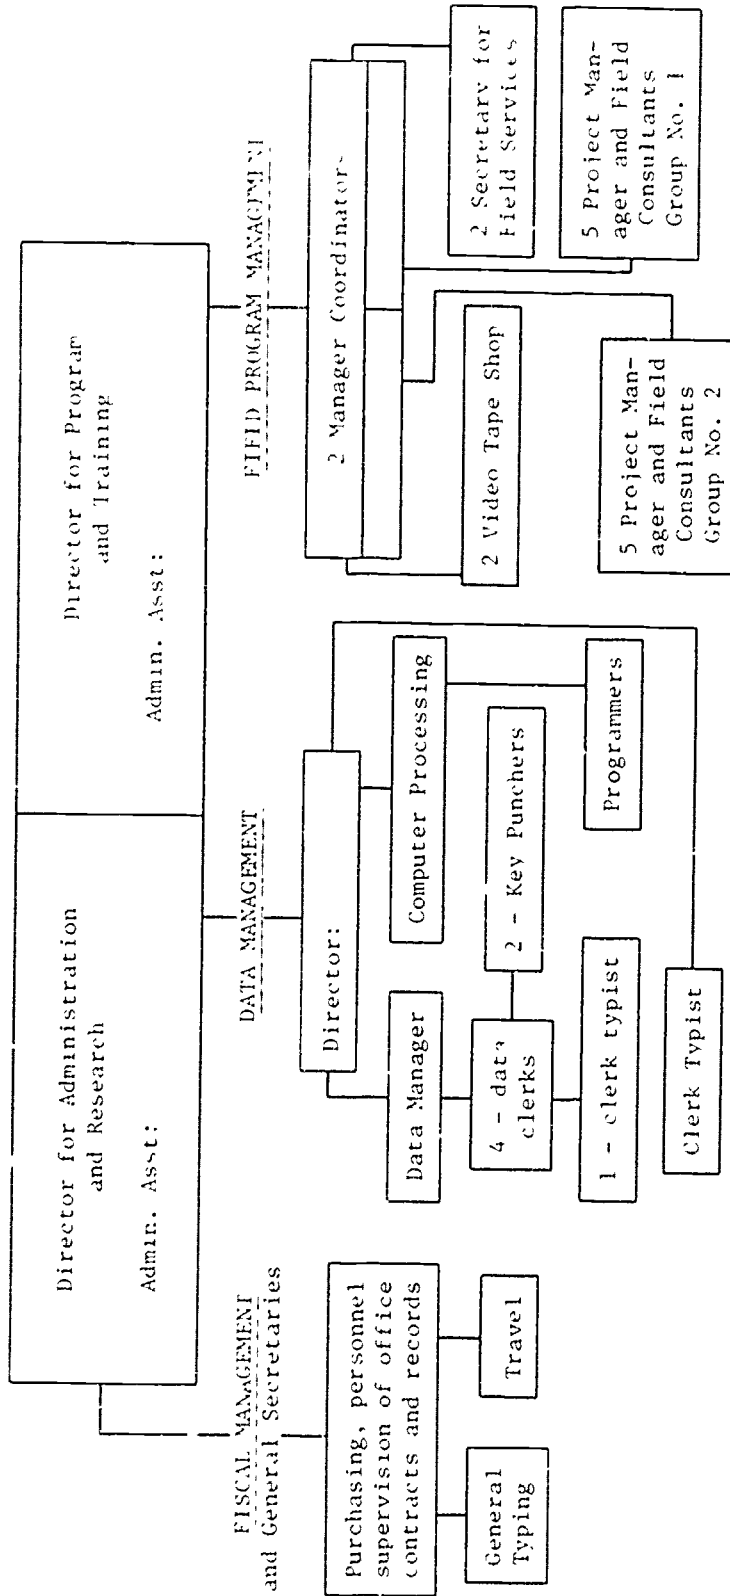 Director for Administration
and Research
Admin. Asst:
Director for Program
and Training
Admin. Asst:
FISCAL MANAGEMENT
and General Secretaries
DATA MANAGEMENT
FIFID PROGRAM MANAGEMENT
Purchasing, personnel
supervision of office
contracts and records
General
Typing
Travel
Director:
Data Manager
Computer Processing
4 - data
clerks
2 - Key Punchers
1 - clerk typist
Programmers
Clerk Typist
2 Manager Coordinators
2 Video Tape Shop
2 Secretary for
Field Services
5 Project Man-
ager and Field
Consultants
Group No. 2
5 Project Man-
ager and Field
Consultants
Group No. 1